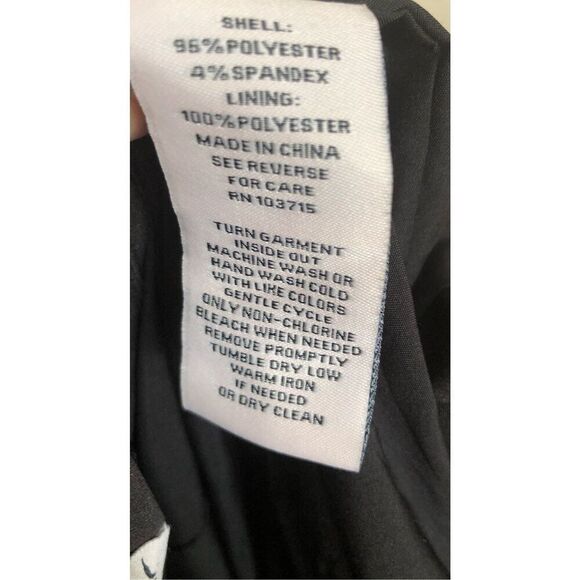 SHELL:
96% POLYESTER
4% SPANDEX
LINING:
100% POLYESTER
MADE IN CHINA
SEE REVERSE
FOR CARE
RN 103715
TURN GARMENT
INSIDE OUT
MACHINE WASH OR
HAND WASH COLD
WITH LIKE COLORS
GENTLE CYCLE
ONLY NON-CHLORINE
BLEACH WHEN NEEDED
REMOVE PROMPTLY
TUMBLE DRY LOW
WARM IRON
IF NEEDED
OR DRY CLEAN